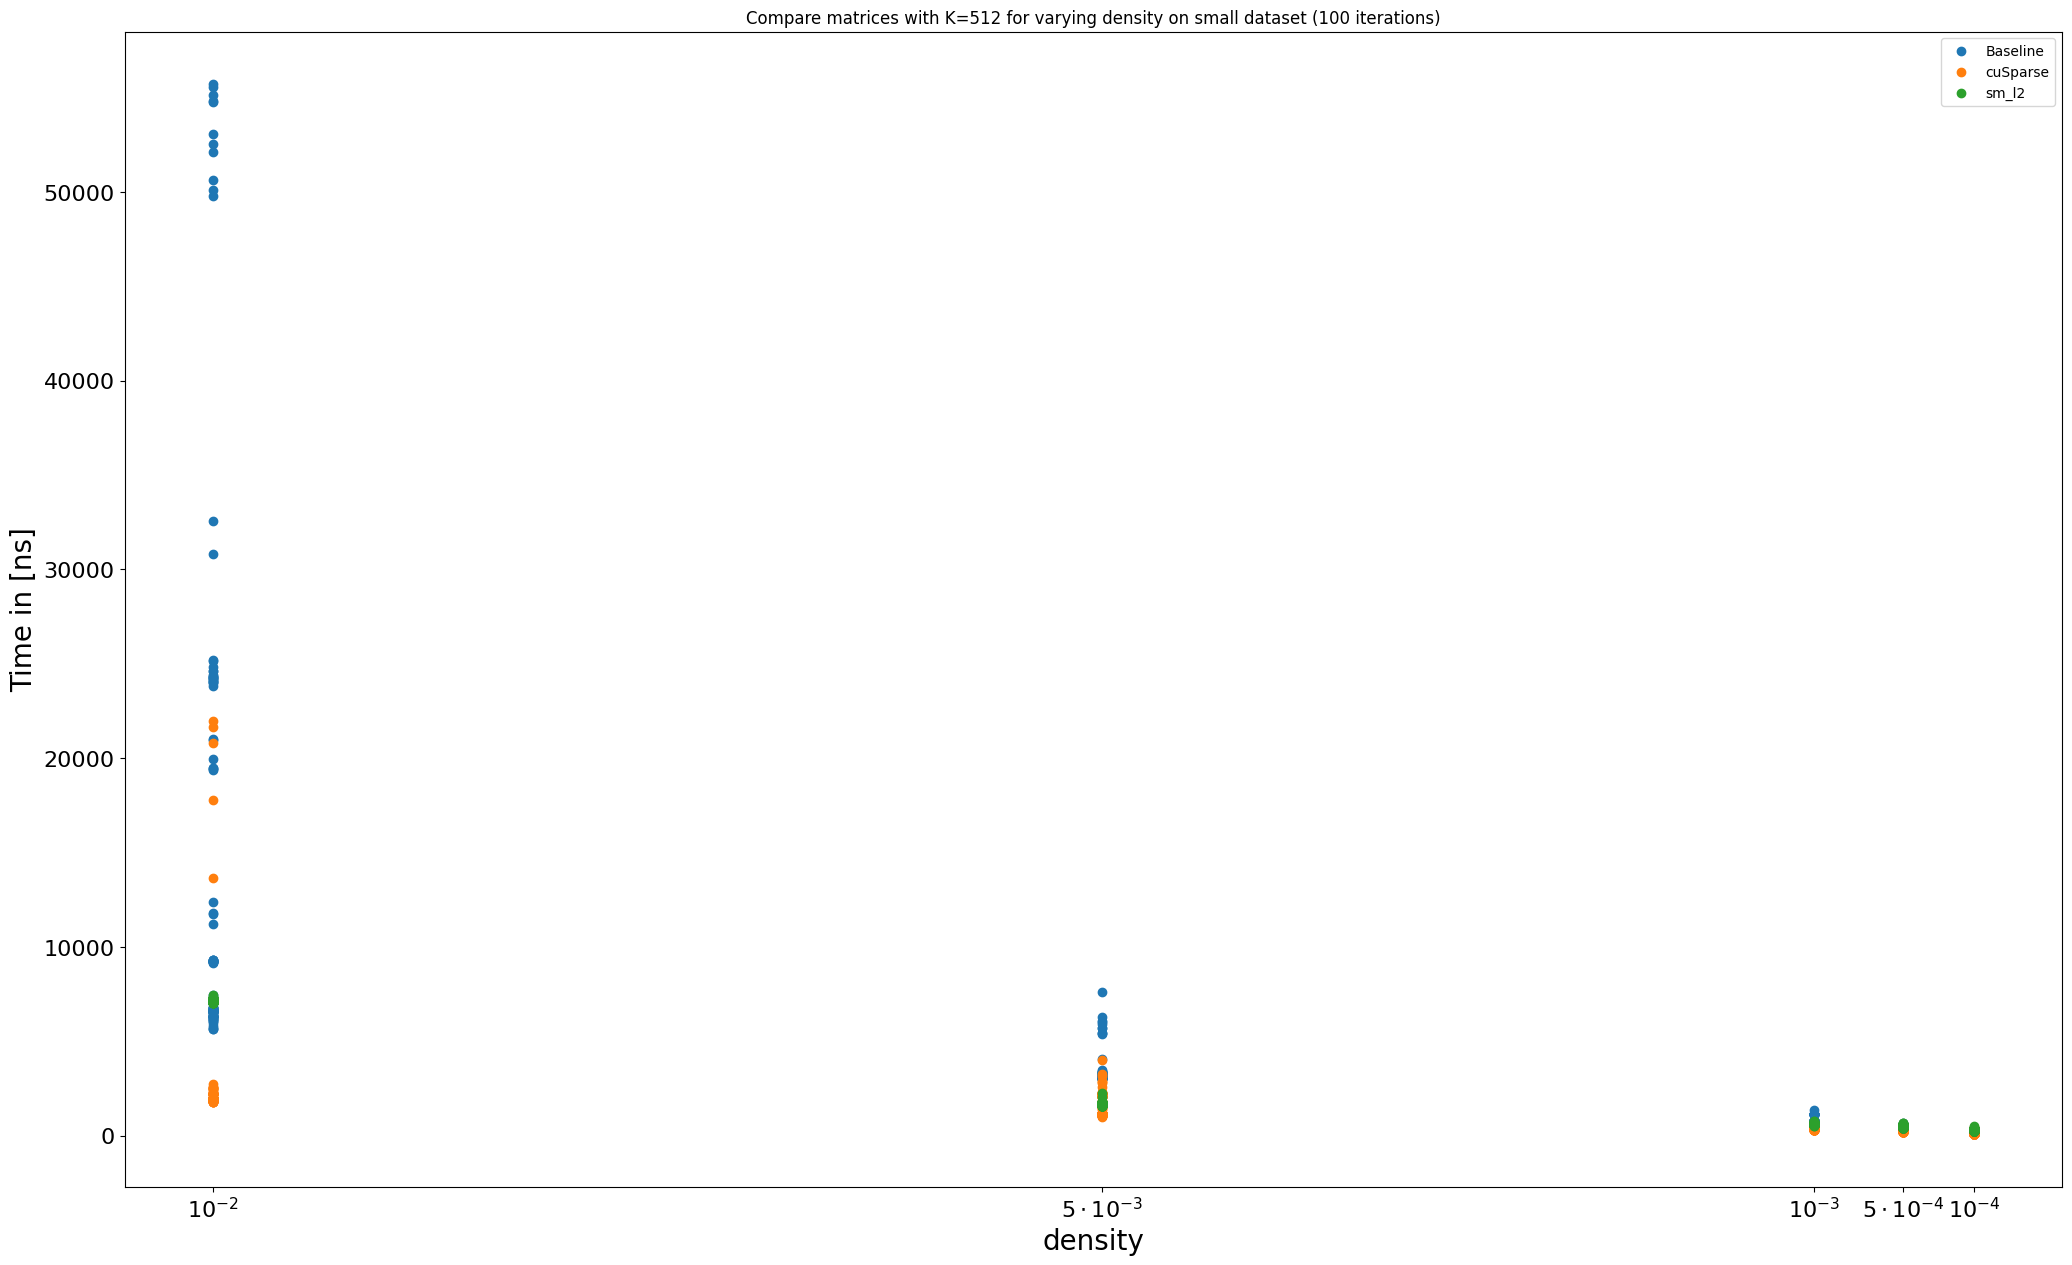 Compare matrices with K=512 for varying density on small dataset (100 iterations)
Baseline
cuSparse
sm_l2
Time in [ns]
50000
40000
30000
20000
10000
0
10⁻² 5·10⁻³ 10⁻³ 5·10⁻⁴ 10⁻⁴
density